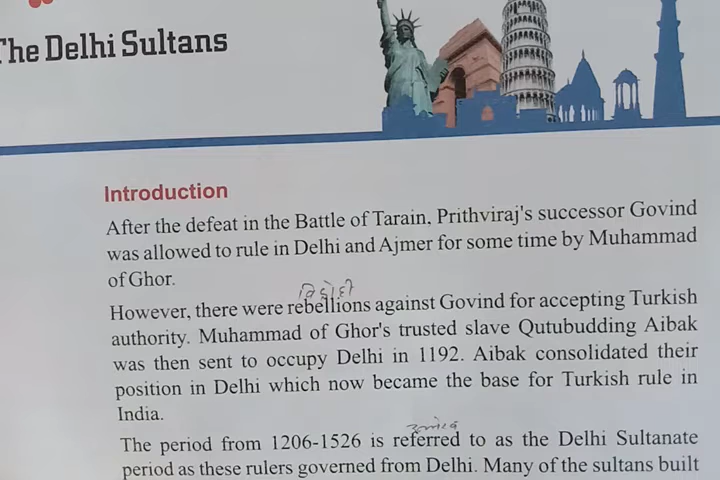 The Delhi Sultans
Introduction
After the defeat in the Battle of Tarain, Prithviraj's successor Govind
was allowed to rule in Delhi and Ajmer for some time by Muhammad
of Ghor.
विद्रोही
However, there were rebellions against Govind for accepting Turkish
authority. Muhammad of Ghor's trusted slave Qutubudding Aibak
was then sent to occupy Delhi in 1192. Aibak consolidated their
position in Delhi which now became the base for Turkish rule in
India.
The period from 1206-1526 is referred to as the Delhi Sultanate
period as these rulers governed from Delhi. Many of the sultans built